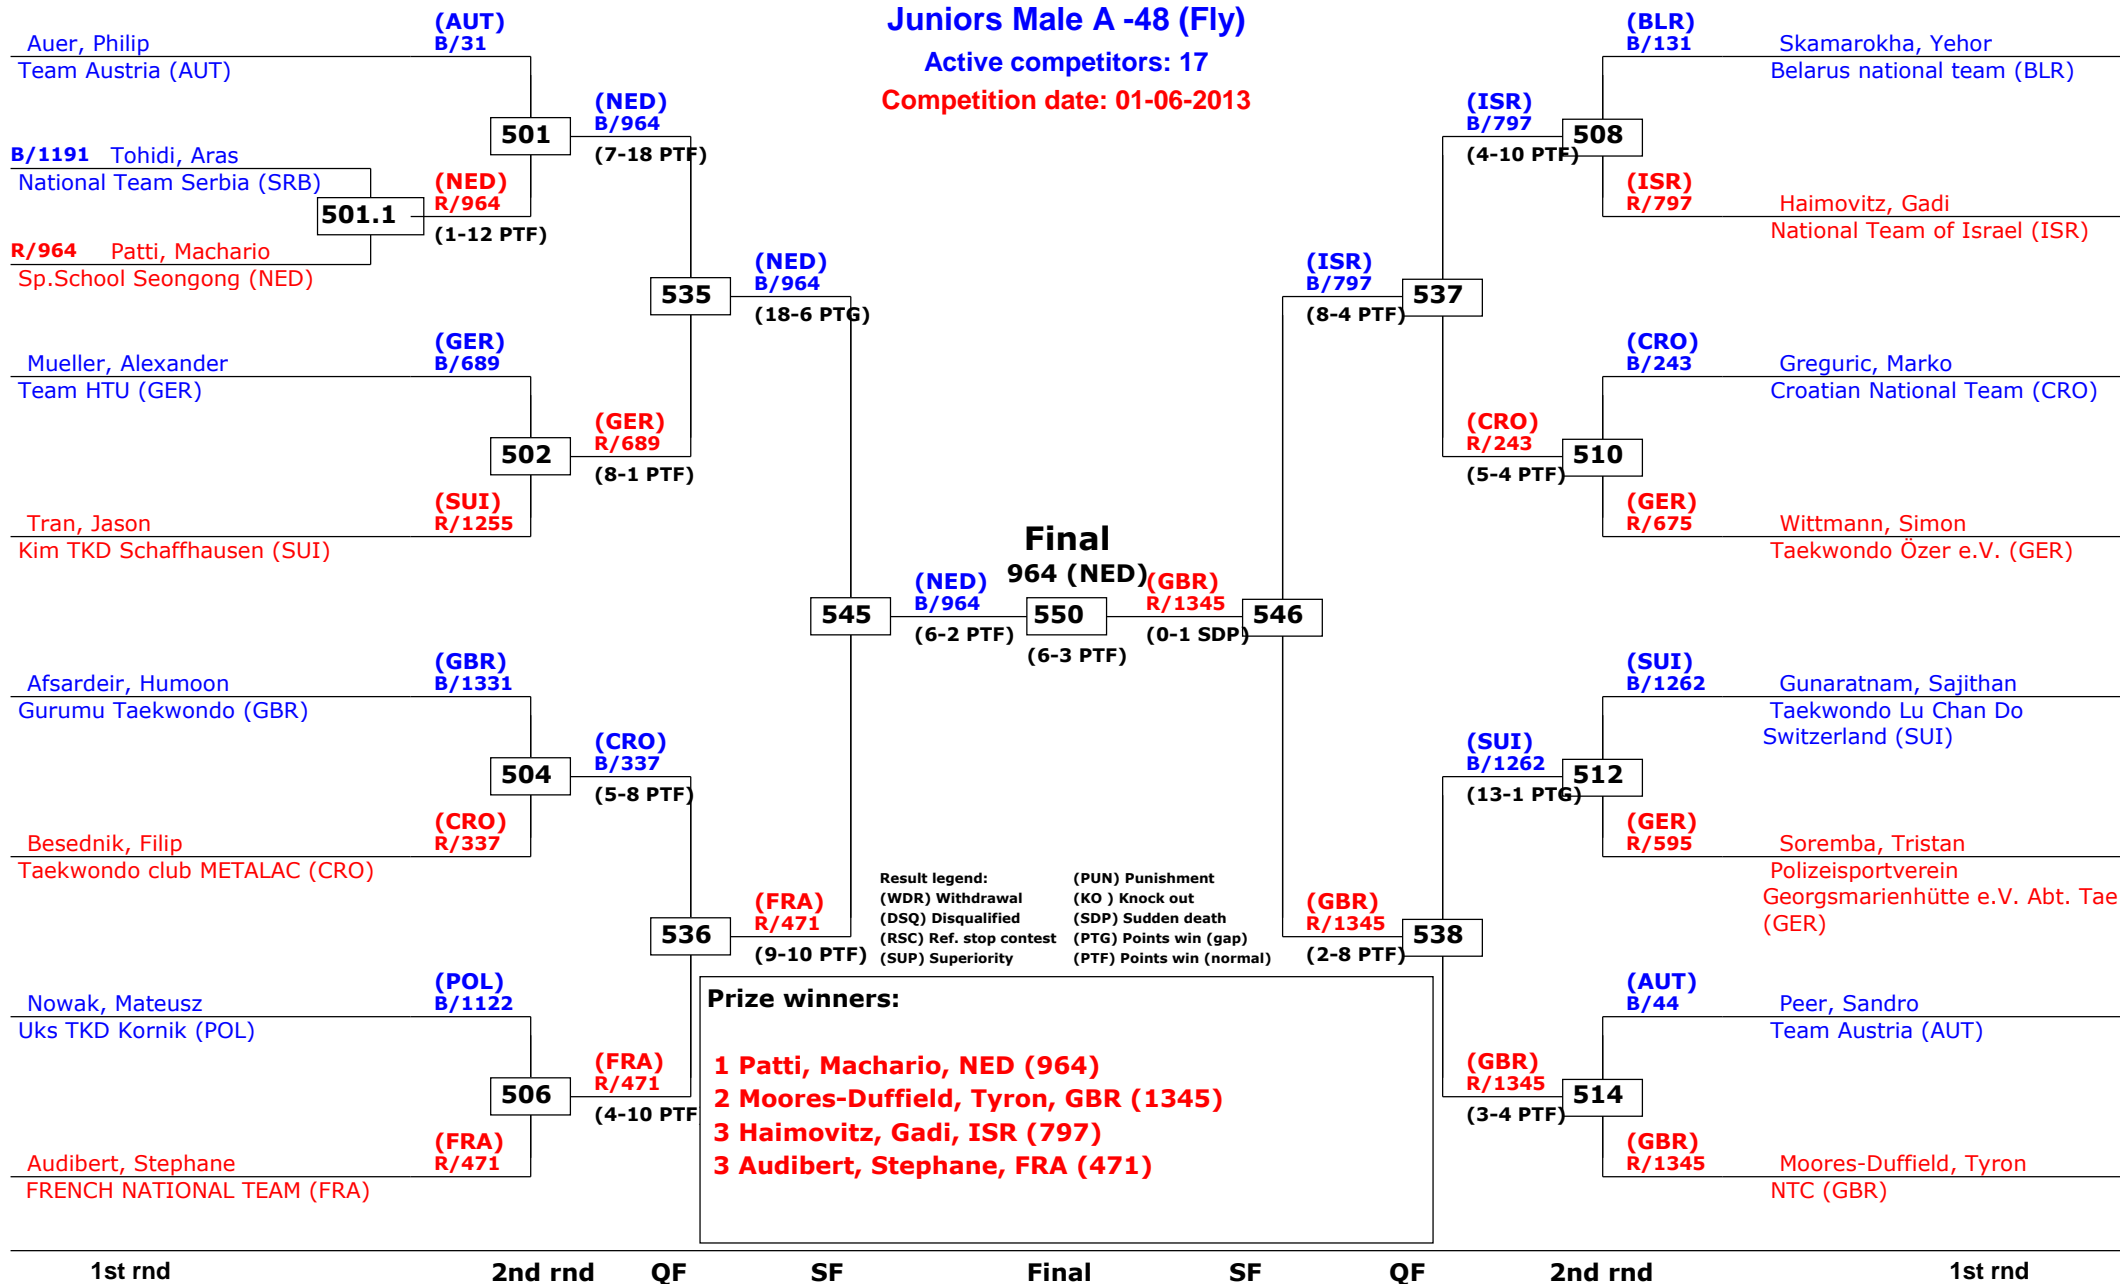 Juniors Male A -48 (Fly)
Active competitors: 17
Competition date: 01-06-2013
(AUT)
B/31
Auer, Philip
Team Austria (AUT)
501
(NED)
B/964
(7-18 PTF)
B/1191 Tohidi, Aras
National Team Serbia (SRB)
501.1
(NED)
R/964
(1-12 PTF)
R/964 Patti, Machario
Sp.School Seongong (NED)
535
(NED)
B/964
(18-6 PTG)
(GER)
B/689
Mueller, Alexander
Team HTU (GER)
502
(GER)
R/689
(8-1 PTF)
(SUI)
R/1255
Tran, Jason
Kim TKD Schaffhausen (SUI)
545
(NED)
B/964
(6-2 PTF)
(GBR)
B/1331
Afsardeir, Humoon
Gurumu Taekwondo (GBR)
504
(CRO)
B/337
(5-8 PTF)
(CRO)
R/337
Besednik, Filip
Taekwondo club METALAC (CRO)
536
(FRA)
R/471
(9-10 PTF)
(POL)
B/1122
Nowak, Mateusz
Uks TKD Kornik (POL)
506
(FRA)
R/471
(4-10 PTF
(FRA)
R/471
Audibert, Stephane
FRENCH NATIONAL TEAM (FRA)
Final
964 (NED)
550
(6-3 PTF)
(GBR)
R/1345
(0-1 SDP)
546
(BLR)
B/131
Skamarokha, Yehor
Belarus national team (BLR)
(ISR)
B/797
(4-10 PTF)
508
(ISR)
R/797
Haimovitz, Gadi
National Team of Israel (ISR)
(ISR)
B/797
(8-4 PTF)
537
(CRO)
B/243
Greguric, Marko
Croatian National Team (CRO)
(CRO)
R/243
(5-4 PTF)
510
(GER)
R/675
Wittmann, Simon
Taekwondo Özer e.V. (GER)
(SUI)
B/1262
Gunaratnam, Sajithan
Taekwondo Lu Chan Do
Switzerland (SUI)
(SUI)
B/1262
(13-1 PTG)
512
(GER)
R/595
Soremba, Tristan
Polizeisportverein
Georgsmarienhütte e.V. Abt. Tae
(GER)
(GBR)
R/1345
(2-8 PTF)
538
(AUT)
B/44
Peer, Sandro
Team Austria (AUT)
(GBR)
R/1345
(3-4 PTF)
514
(GBR)
R/1345
Moores-Duffield, Tyron
NTC (GBR)
Result legend: (PUN) Punishment
(WDR) Withdrawal (KO ) Knock out
(DSQ) Disqualified (SDP) Sudden death
(RSC) Ref. stop contest (PTG) Points win (gap)
(SUP) Superiority (PTF) Points win (normal)
Prize winners:
1 Patti, Machario, NED (964)
2 Moores-Duffield, Tyron, GBR (1345)
3 Haimovitz, Gadi, ISR (797)
3 Audibert, Stephane, FRA (471)
1st rnd 2nd rnd QF SF Final SF QF 2nd rnd 1st rnd